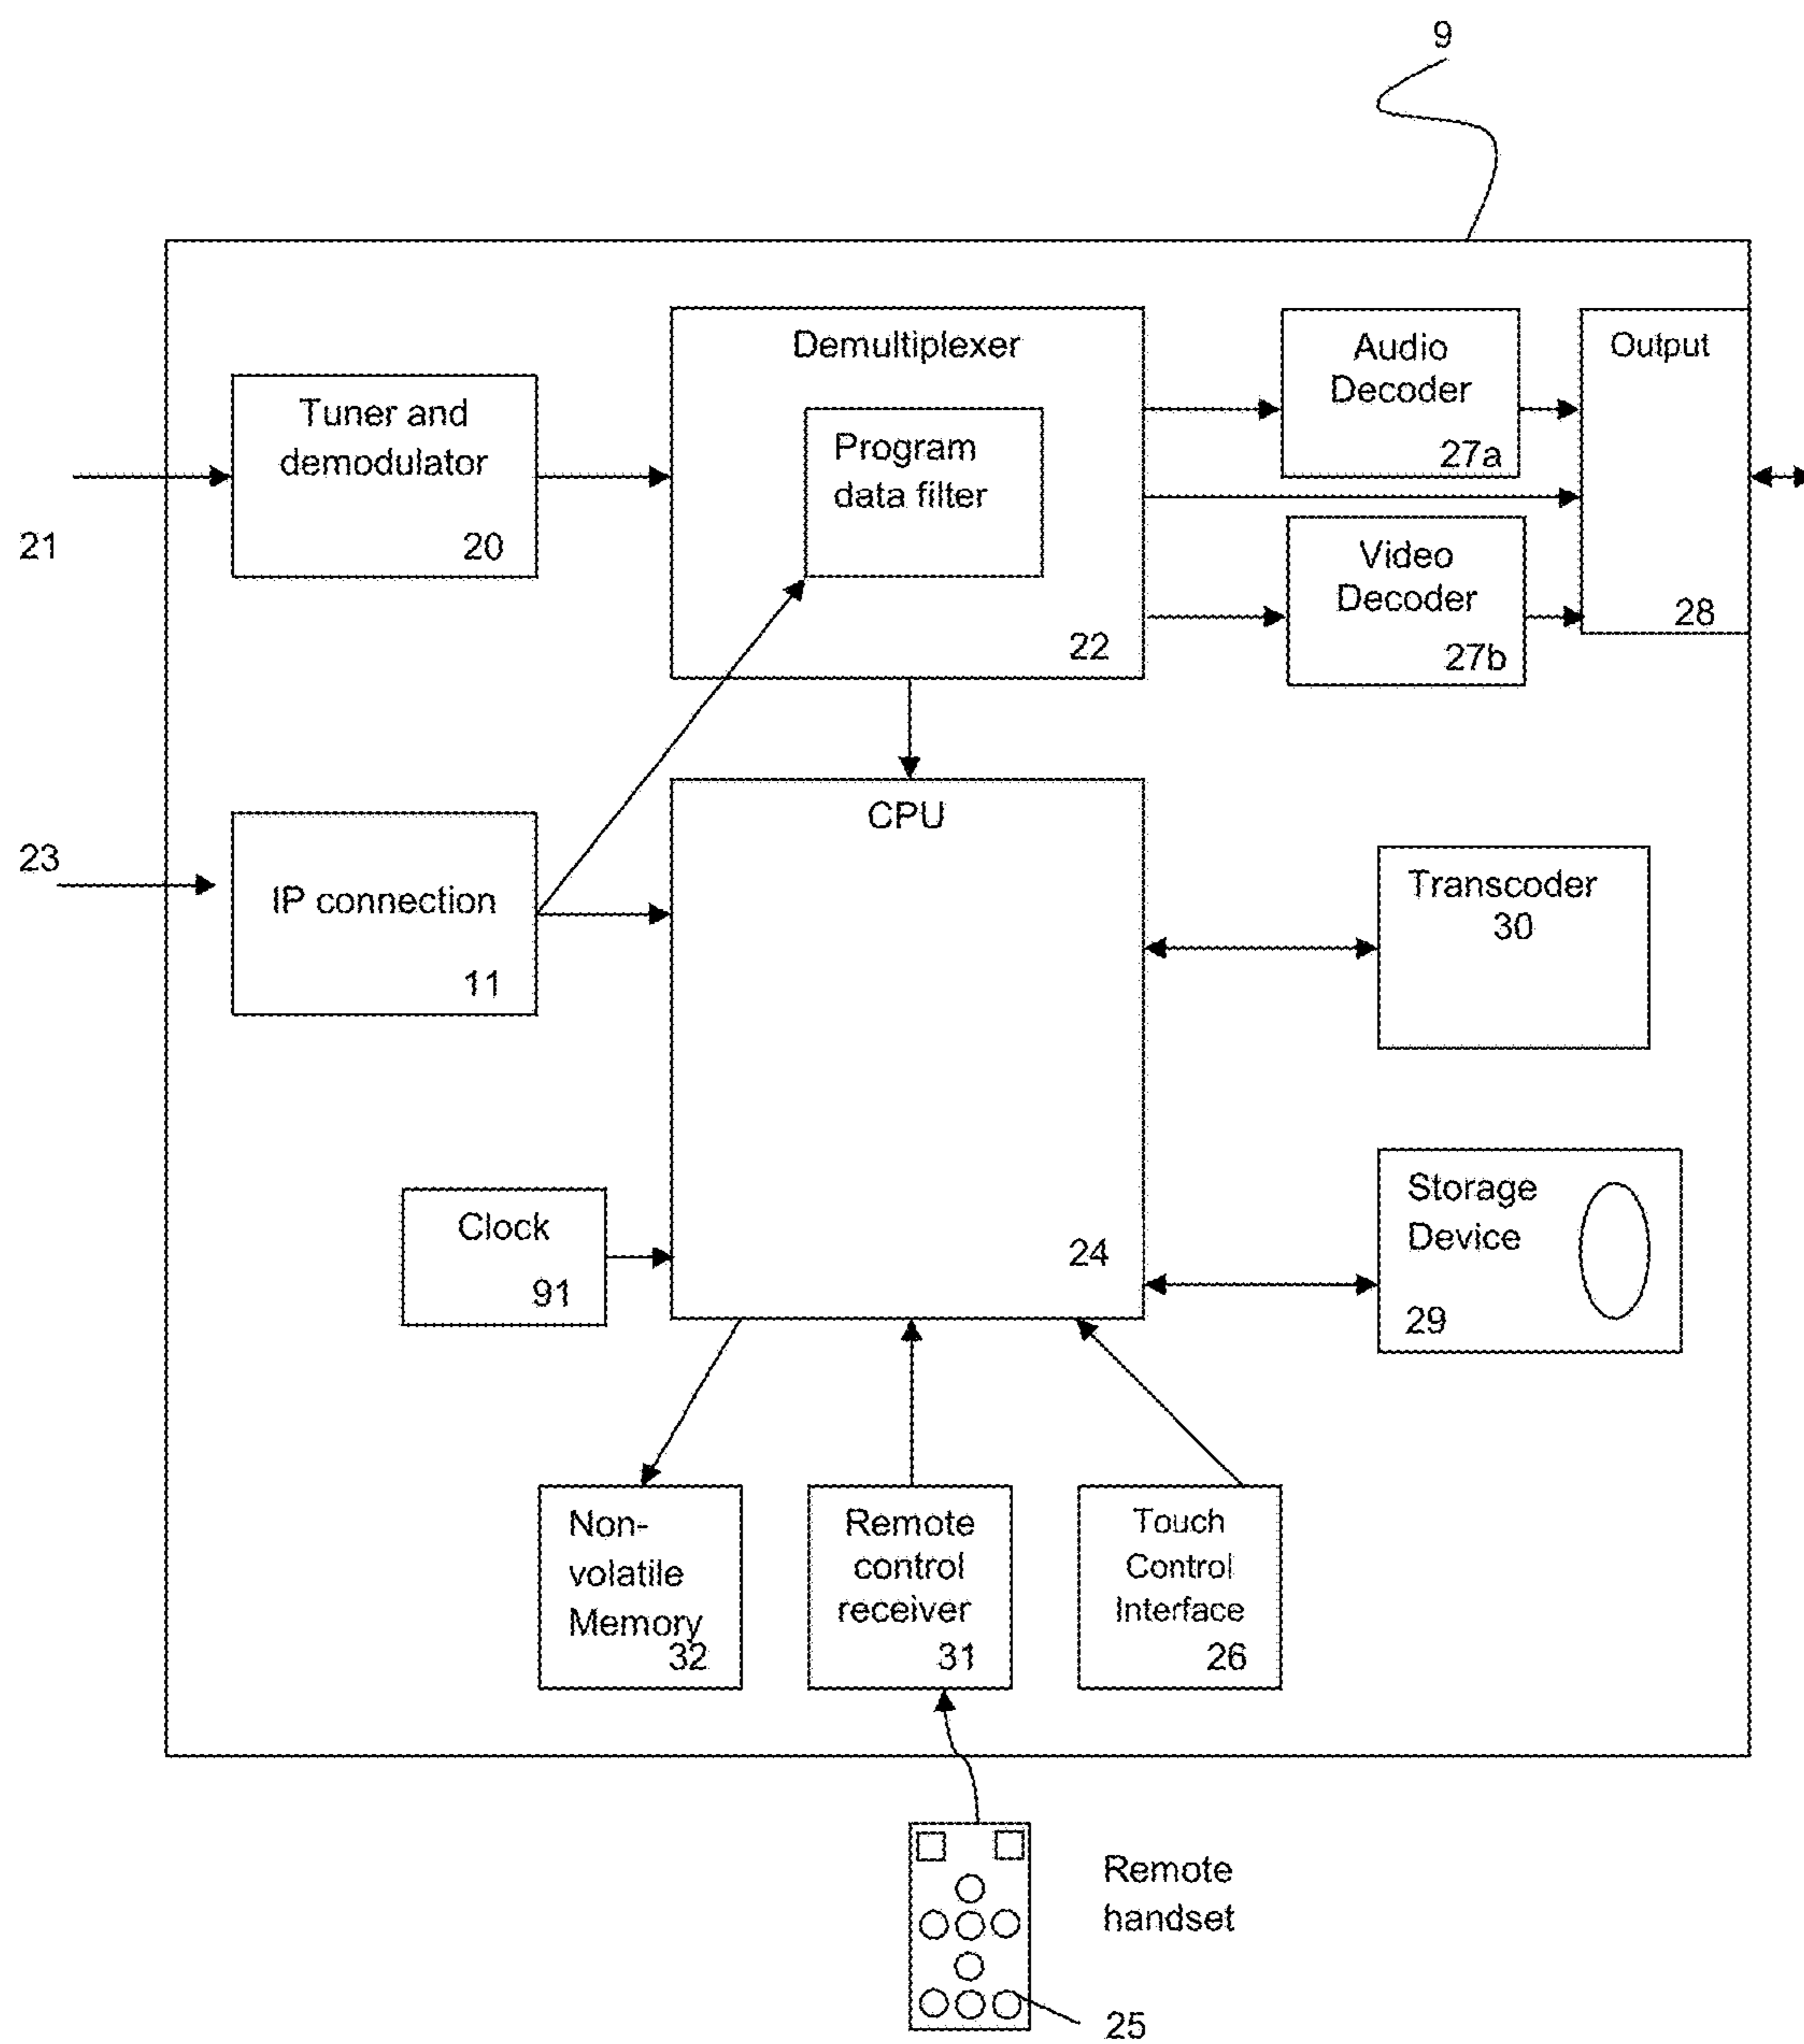 9
Demultiplexer
Audio
Decoder
27a
Output
Tuner and
demodulator
20
Program
data filter
21
Video
Decoder
27b
28
22
CPU
23
IP connection
11
Transcoder
30
Storage
Device
29
Clock
91
24
Non-
volatile
Memory
32
Remote
control
receiver
31
Touch
Control
Interface
26
Remote
handset
25